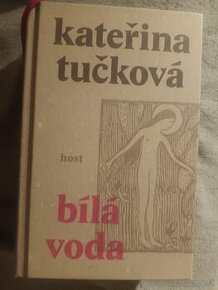 kateřina
tučková
host
bílá
voda